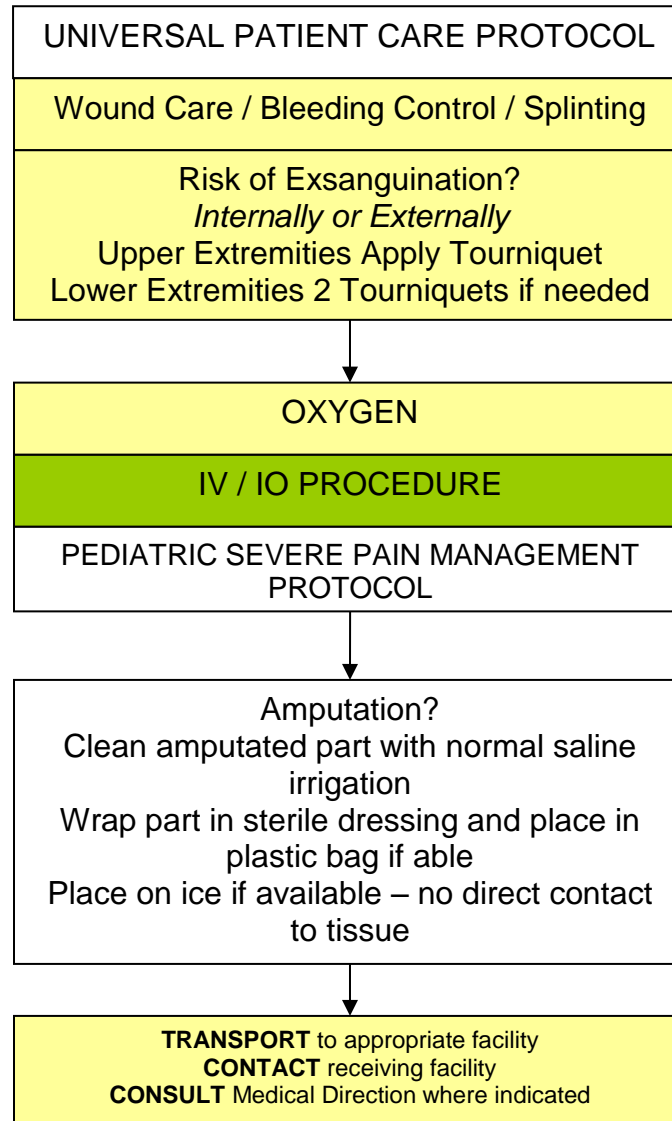 UNIVERSAL PATIENT CARE PROTOCOL
Wound Care / Bleeding Control / Splinting
Risk of Exsanguination?
Internally or Externally
Upper Extremities Apply Tourniquet
Lower Extremities 2 Tourniquets if needed
OXYGEN
IV / IO PROCEDURE
PEDIATRIC SEVERE PAIN MANAGEMENT
PROTOCOL
Amputation?
Clean amputated part with normal saline
irrigation
Wrap part in sterile dressing and place in
plastic bag if able
Place on ice if available – no direct contact
to tissue
TRANSPORT to appropriate facility
CONTACT receiving facility
CONSULT Medical Direction where indicated